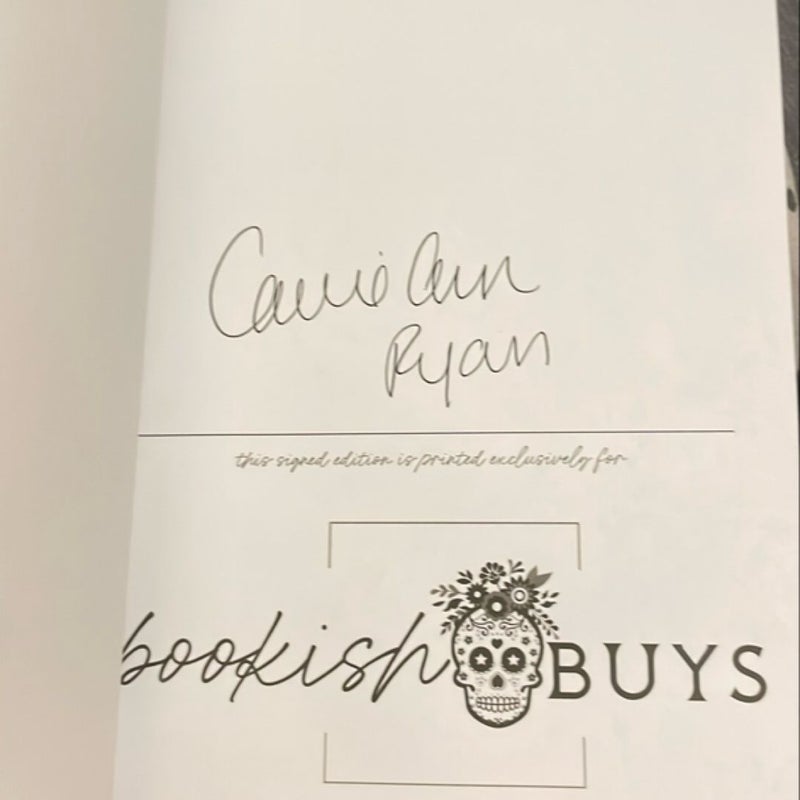 Carrie Ann
Ryan
this signed edition is printed exclusively for
bookish BUYS